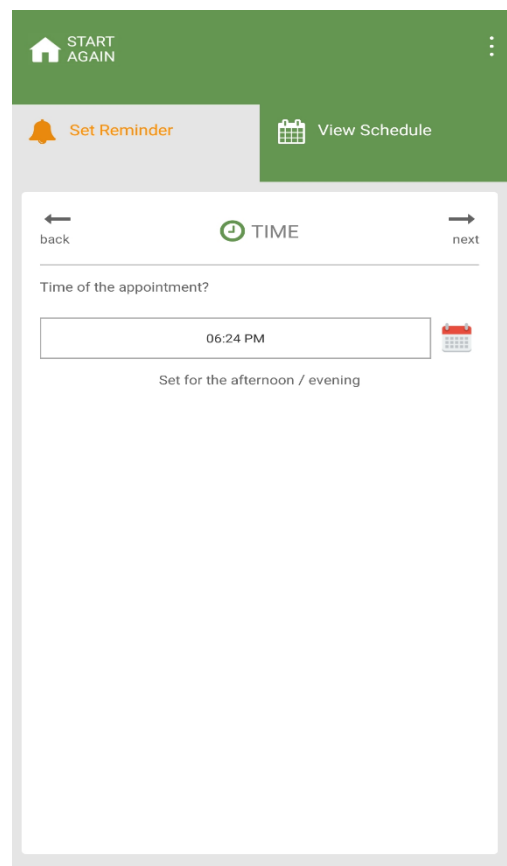 START
AGAIN
Set Reminder
View Schedule
back
TIME
next
Time of the appointment?
06:24 PM
Set for the afternoon / evening